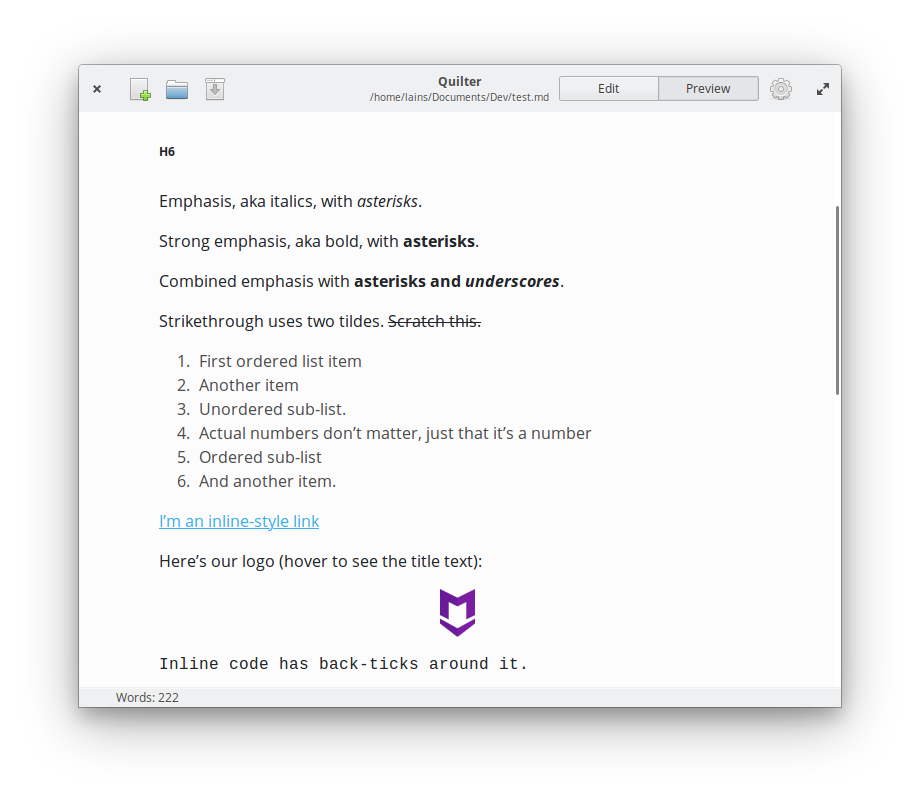 Quilter
/home/lains/Documents/Dev/test.md
Edit
Preview
H6
Emphasis, aka italics, with asterisks.
Strong emphasis, aka bold, with asterisks.
Combined emphasis with asterisks and underscores.
Strikethrough uses two tildes. Scratch this.
1. First ordered list item
2. Another item
3. Unordered sub-list.
4. Actual numbers don’t matter, just that it’s a number
5. Ordered sub-list
6. And another item.
I’m an inline-style link
Here’s our logo (hover to see the title text):
Inline code has back-ticks around it.
Words: 222